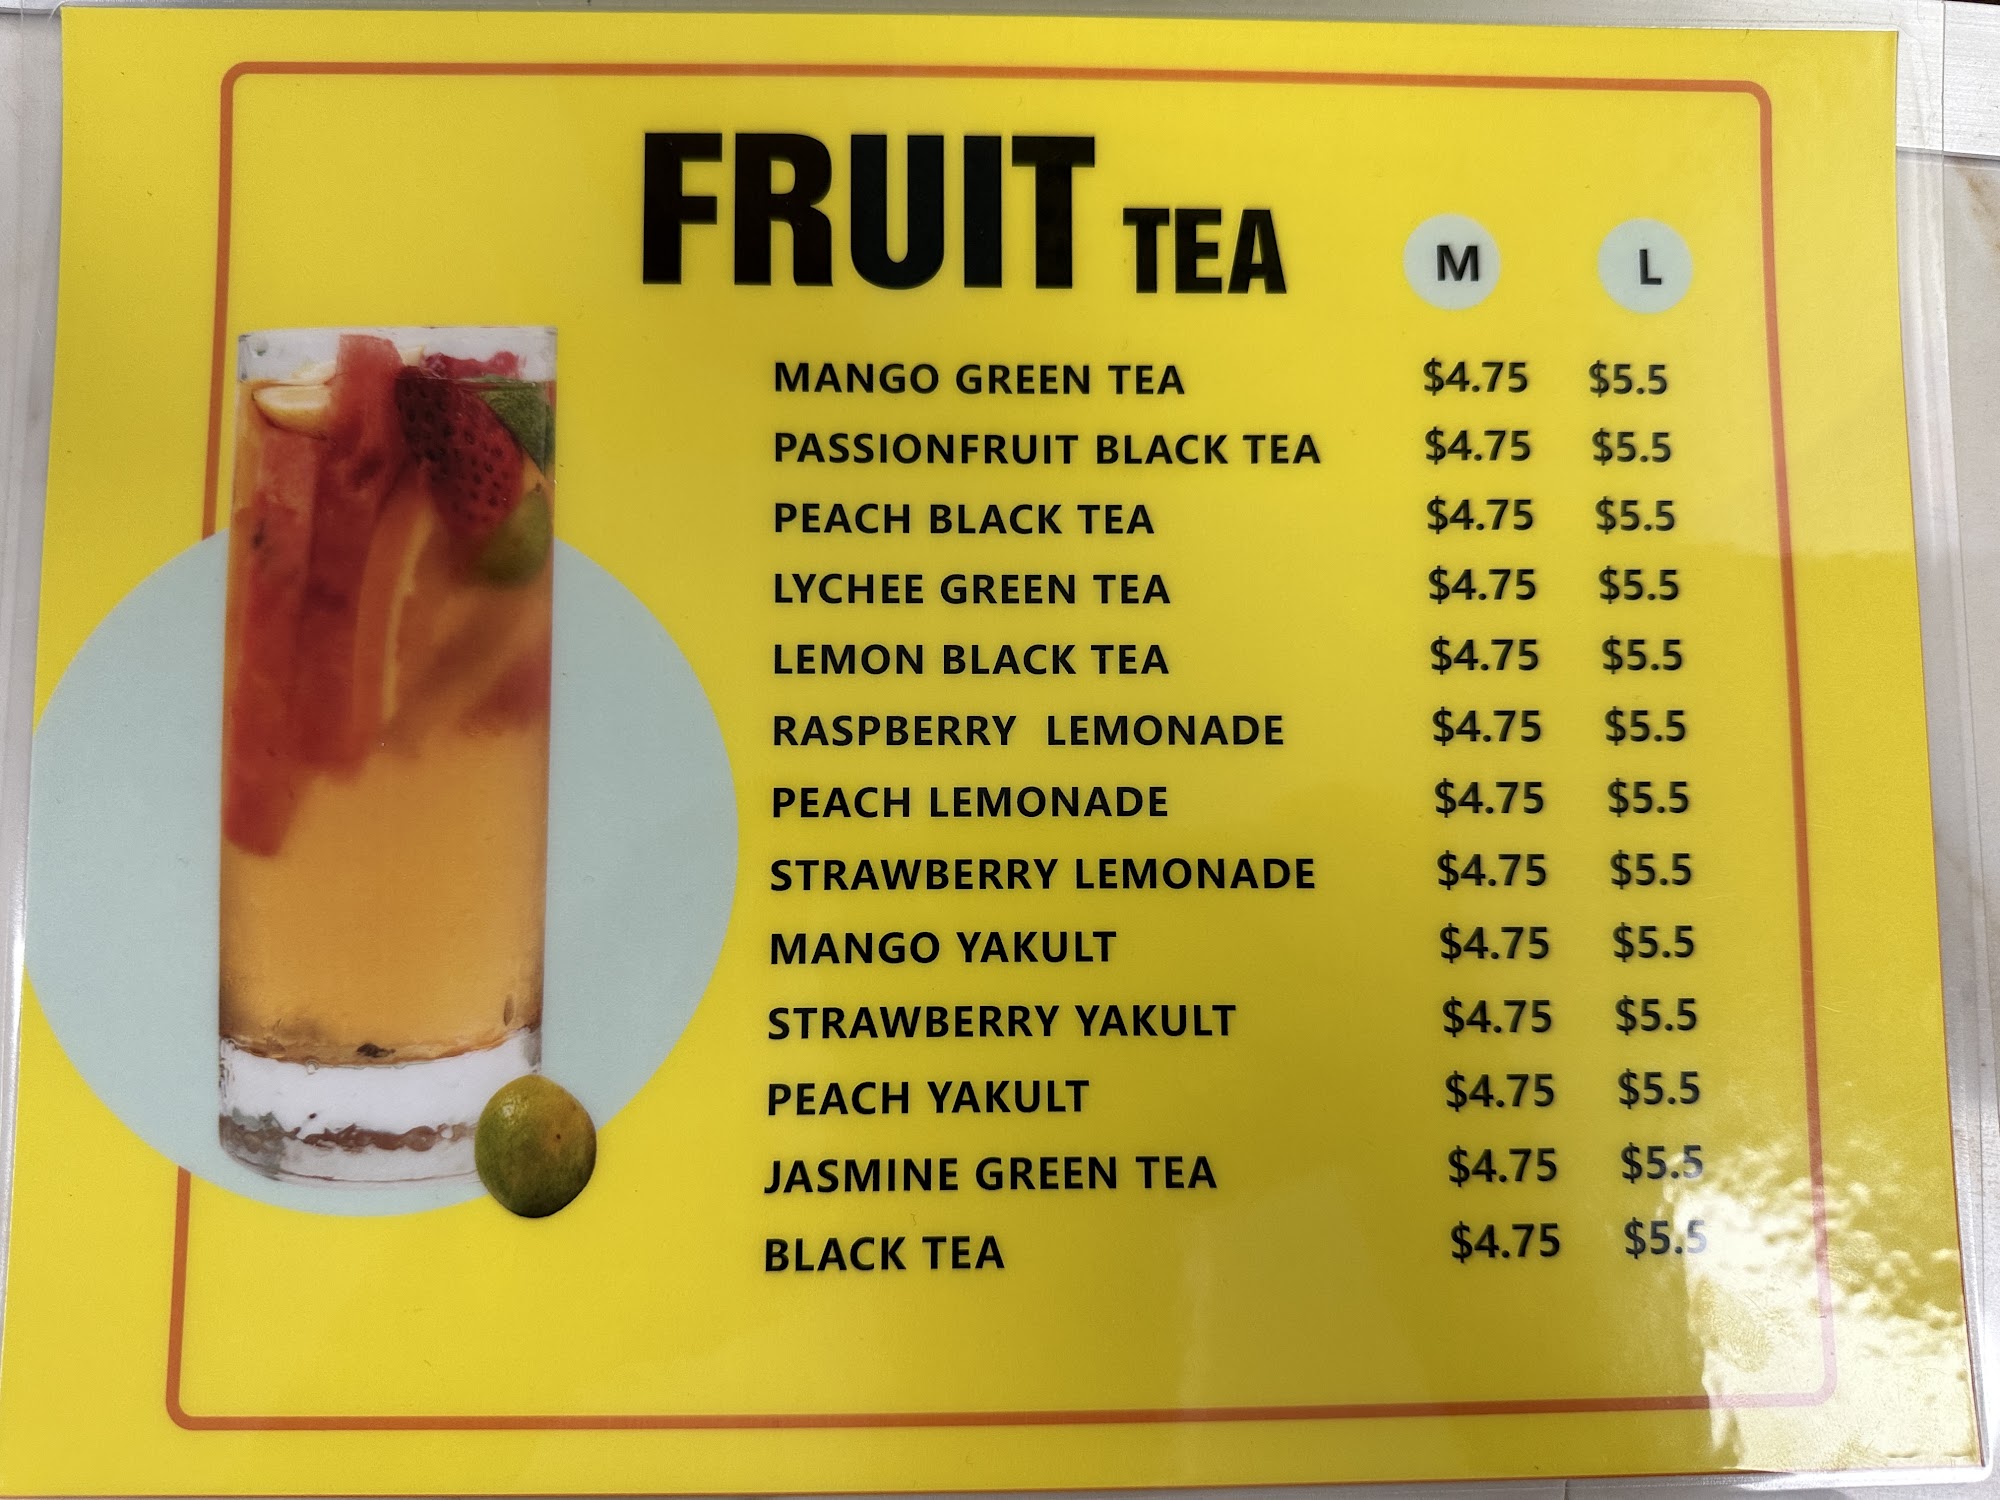 FRUIT TEA M L
MANGO GREEN TEA $4.75 $5.5
PASSIONFRUIT BLACK TEA $4.75 $5.5
PEACH BLACK TEA $4.75 $5.5
LYCHEE GREEN TEA $4.75 $5.5
LEMON BLACK TEA $4.75 $5.5
RASPBERRY LEMONADE $4.75 $5.5
PEACH LEMONADE $4.75 $5.5
STRAWBERRY LEMONADE $4.75 $5.5
MANGO YAKULT $4.75 $5.5
STRAWBERRY YAKULT $4.75 $5.5
PEACH YAKULT $4.75 $5.5
JASMINE GREEN TEA $4.75 $5.5
BLACK TEA $4.75 $5.5